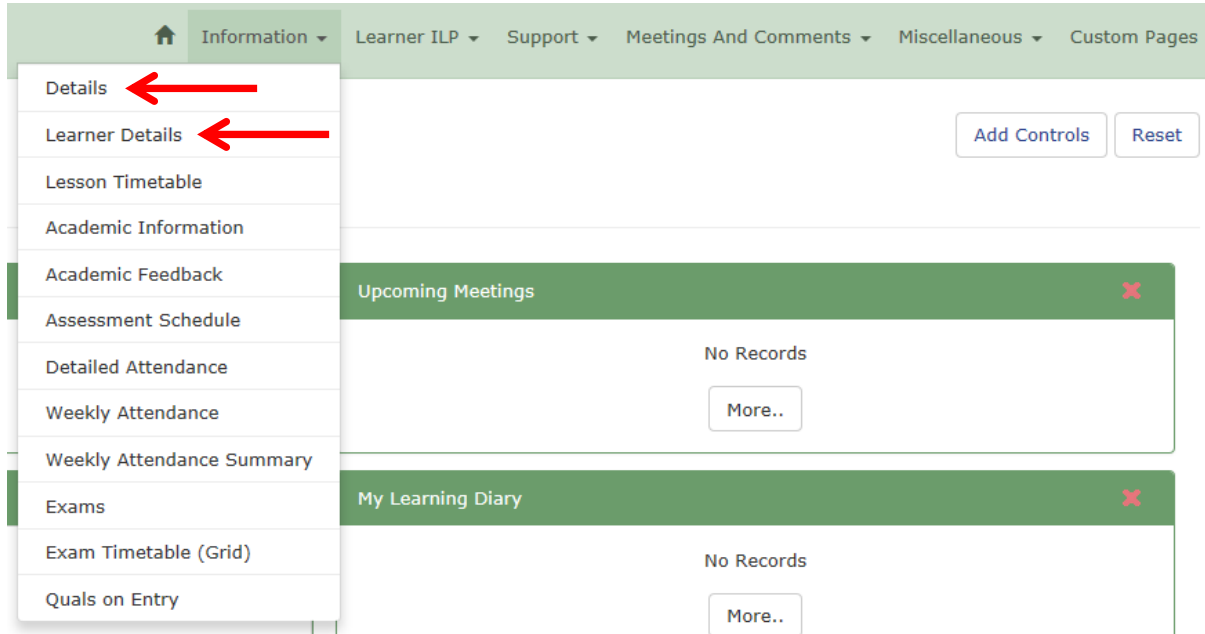 Information Learner ILP Support Meetings And Comments Miscellaneous Custom Pages
Details
Learner Details
Lesson Timetable
Academic Information
Academic Feedback
Assessment Schedule
Detailed Attendance
Weekly Attendance
Weekly Attendance Summary
Exams
Exam Timetable (Grid)
Quals on Entry
Add Controls Reset
Upcoming Meetings
No Records
More..
My Learning Diary
No Records
More..